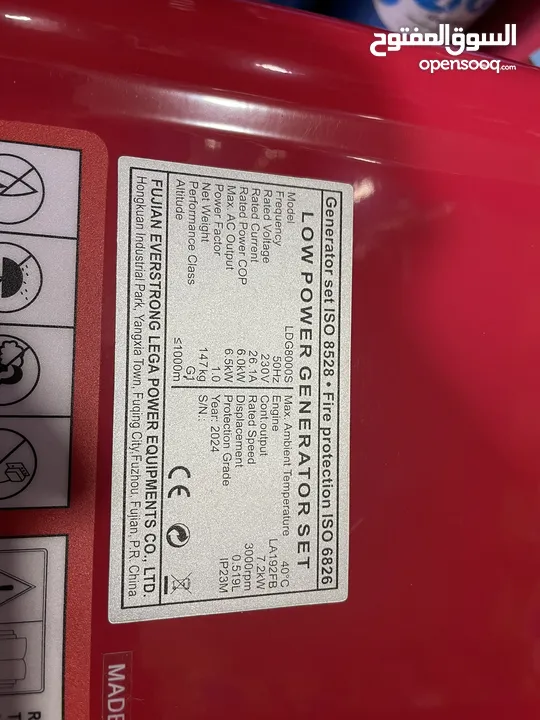 السوق المفتوح
opensooq.com
Generator set ISO 8528 • Fire protection ISO 6826
LOW POWER GENERATOR SET
Model LDG8000S Max. Ambient Temperature 40°C
Frequency 50Hz Engine LA192FB
Rated Voltage 230V Cont.output 7.2kW
Rated Current 26.1A Rated Speed 3000rpm
Rated Power COP 6.0kW Displacement 0.519L
Max. AC Output 6.5kW Protection Grade IP23M
Power Factor 1.0 Year: 2024
Net Weight 147kg S/N.:
Performance Class G1
Altitude ≤1000m
CE
FUJIAN EVERSTRONG LEGA POWER EQUIPMENTS CO., LTD.
Hongkuan Industrial Park, Yangxia Town, Fuqing City, Fuzhou, Fujian, P.R. China.
MADE